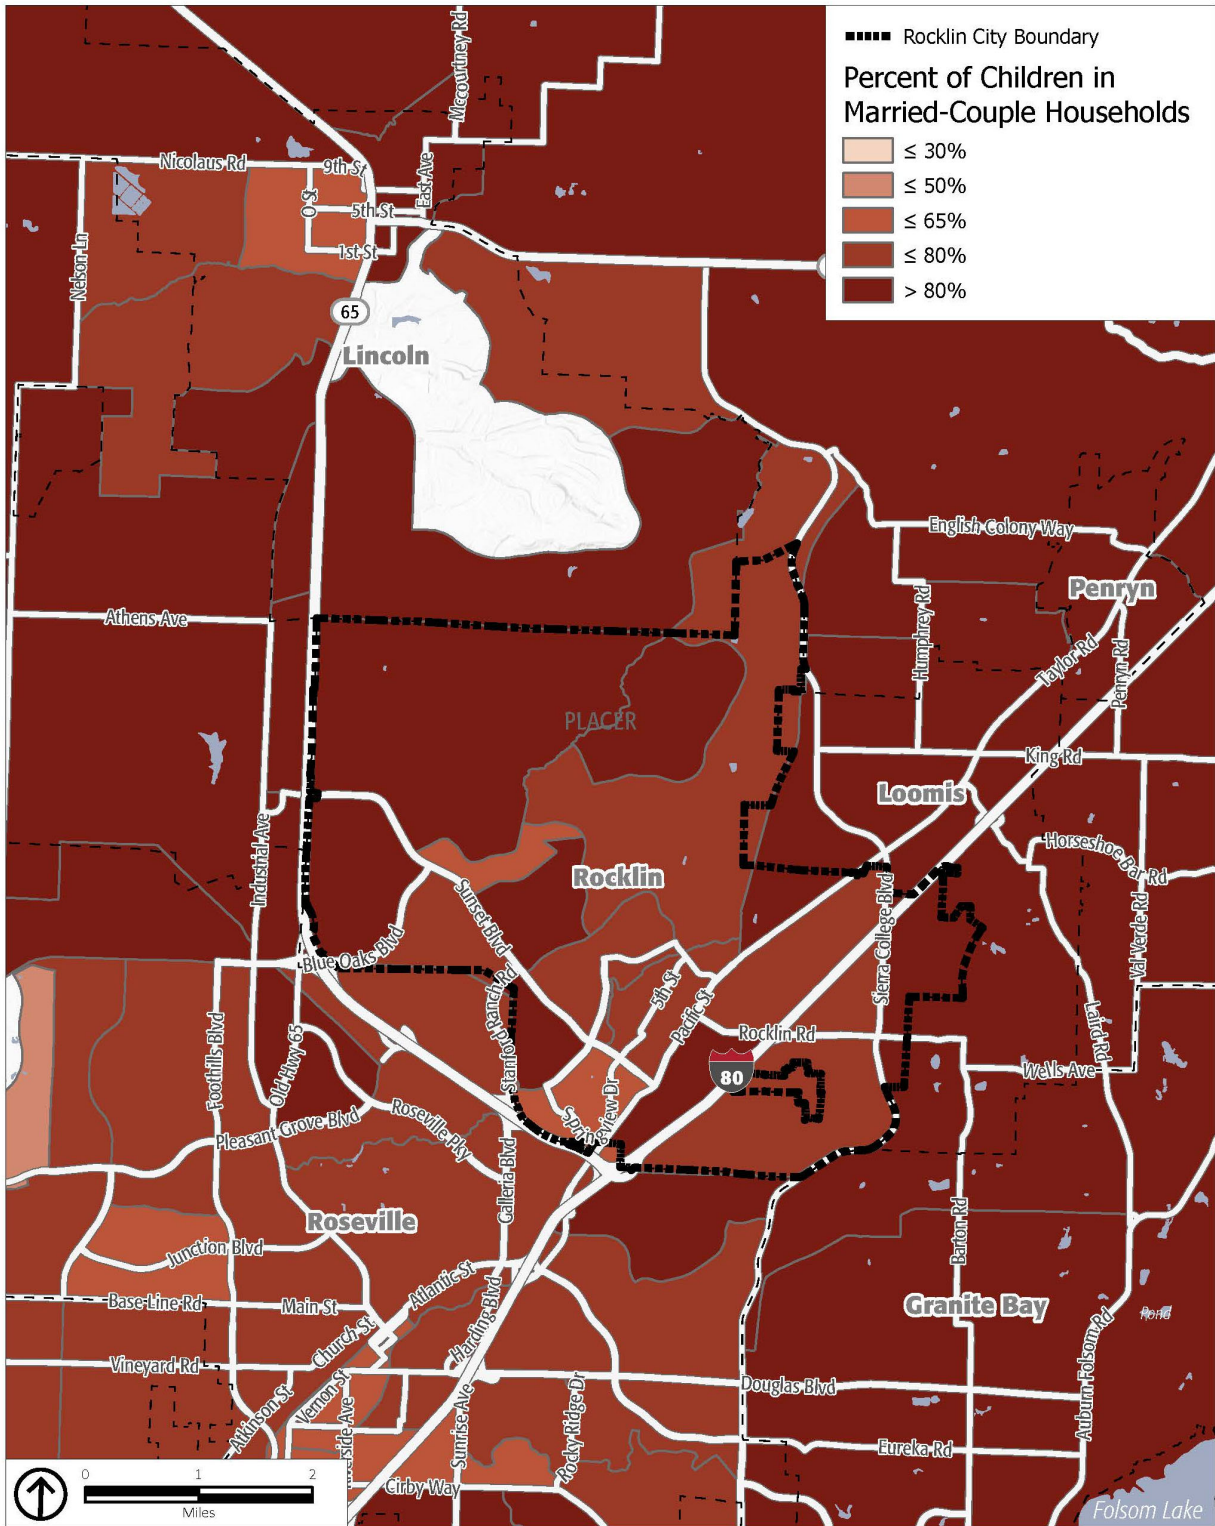 Rocklin City Boundary
Percent of Children in
Married-Couple Households
≤ 30%
≤ 50%
≤ 65%
≤ 80%
> 80%
Mccourtney Rd
Nicolaus Rd
9th St
East Ave
O St
5th St
1st St
Nelson Ln
65
Lincoln
English Colony Way
Penryn
Athens Ave
Humphrey Rd
Taylor Rd
Penryn Rd
PLACER
King Rd
Loomis
Industrial Ave
Horseshoe Bar Rd
Rocklin
Sunset Blvd
Sierra College Blvd
Val Verde Rd
Blue Oaks Blvd
Stanford Ranch Rd
5th St
Pacific St
Laird Rd
Rocklin Rd
Foothills Blvd
Old Hwy 65
80
Wells Ave
Springview Dr
Pleasant Grove Blvd
Roseville Pky
Galleria Blvd
Roseville
Barton Rd
Junction Blvd
Atlantic St
Base Line Rd
Main St
Harding Blvd
Granite Bay
Pond
Church St
Auburn Folsom Rd
Vineyard Rd
Vernon St
Douglas Blvd
Atkinson St
Sunrise Ave
Rocky Ridge Dr
Eureka Rd
Cirby Way
0 1 2
Miles
Folsom Lake